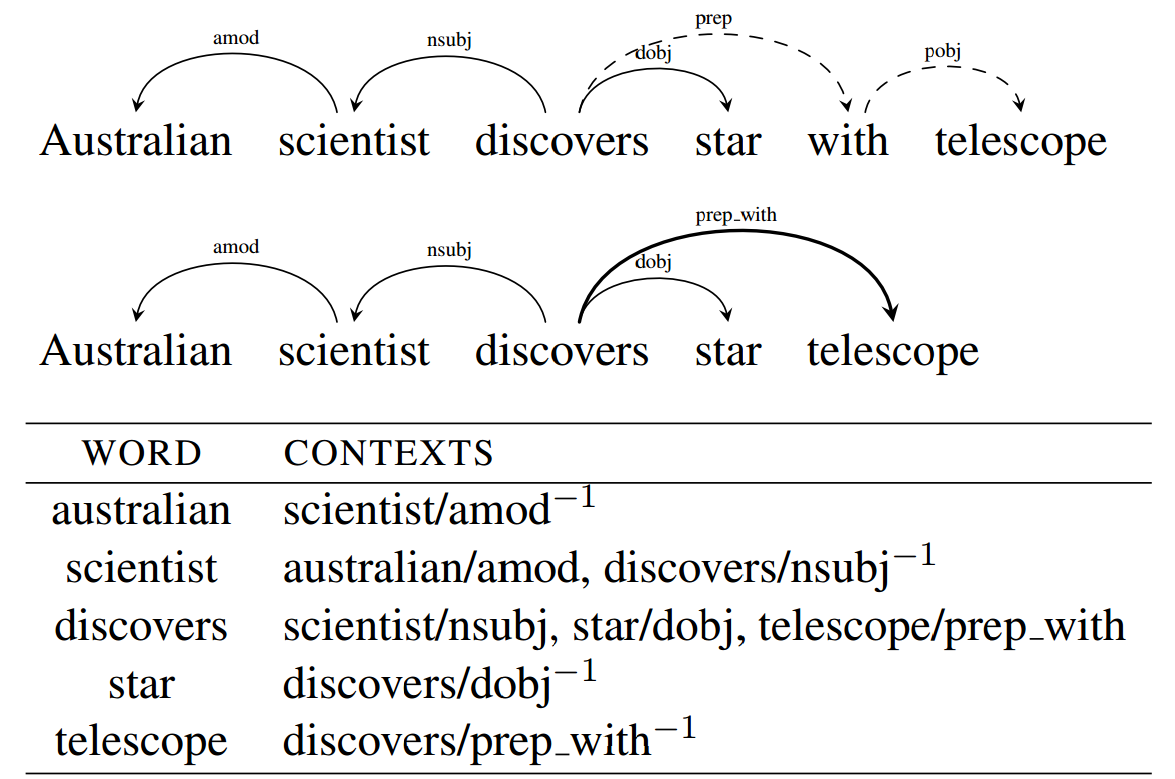 prep
amod nsubj dobj pobj
Australian scientist discovers star with telescope
prep_with
amod nsubj dobj
Australian scientist discovers star telescope
WORD CONTEXTS
australian scientist/amod⁻¹
scientist australian/amod, discovers/nsubj⁻¹
discovers scientist/nsubj, star/dobj, telescope/prep_with
star discovers/dobj⁻¹
telescope discovers/prep_with⁻¹